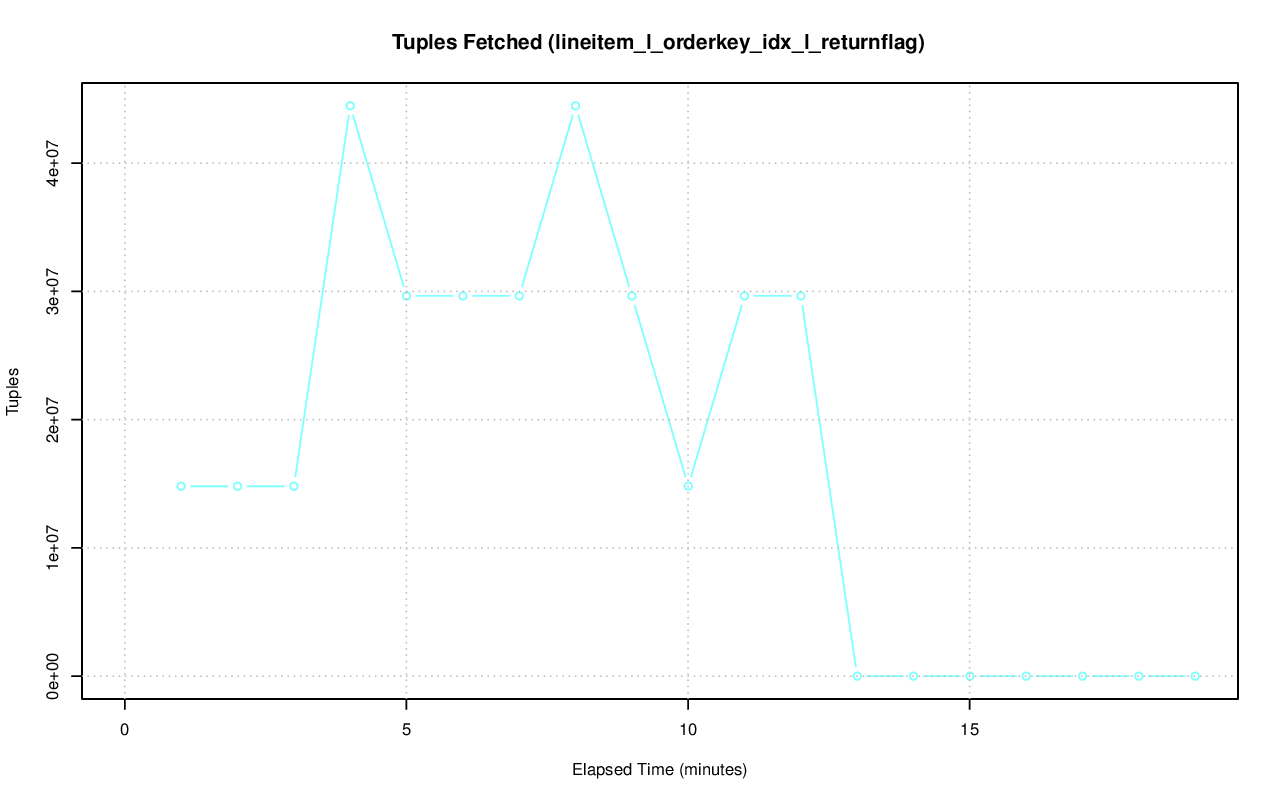 Tuples Fetched (lineitem_l_orderkey_idx_l_returnflag)
Tuples
4e+07
3e+07
2e+07
1e+07
0e+00
0 5 10 15
Elapsed Time (minutes)